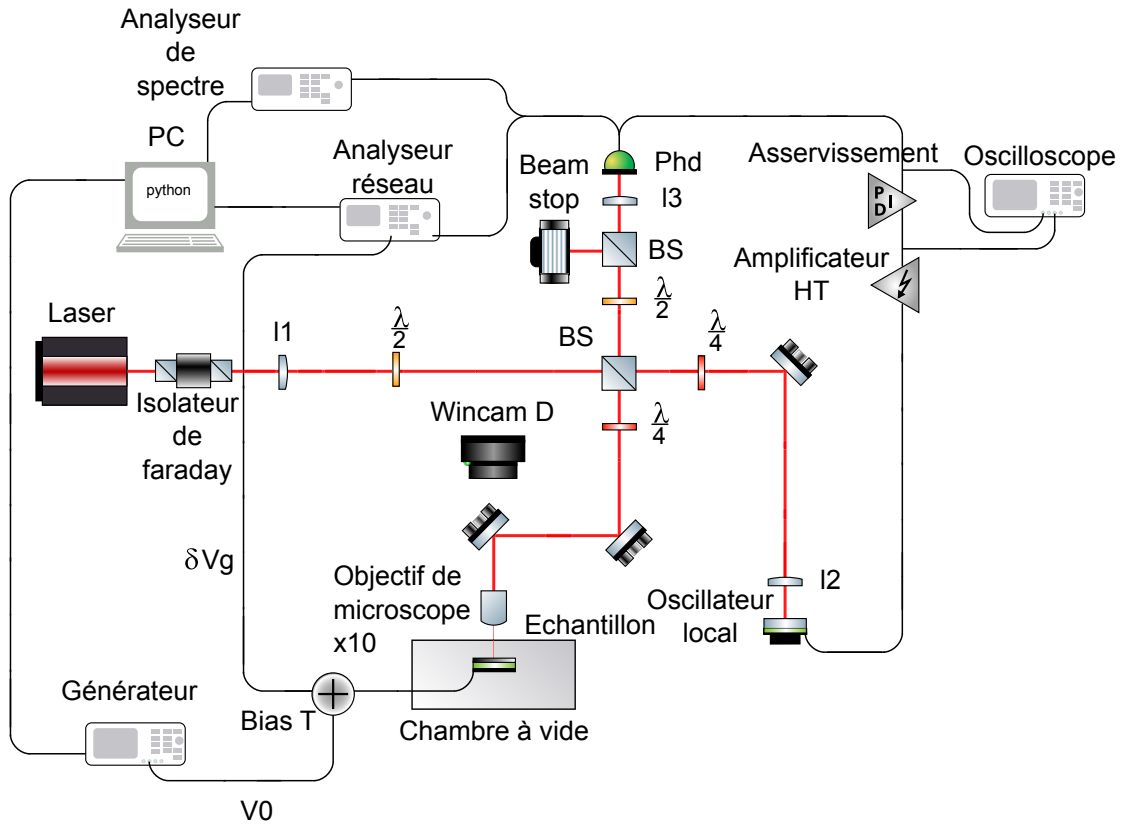 Analyseur
de
spectre
PC
python
Analyseur
réseau
Beam
stop
Phd
l3
BS
λ
2
Asservissement
P
I
D
Oscilloscope
Amplificateur
HT
Laser
Isolateur
de
faraday
l1
λ
2
BS
λ
4
λ
4
Wincam D
δVg
Objectif de
microscope
x10
Echantillon
Oscillateur
local
l2
Générateur
Bias T
Chambre à vide
V0